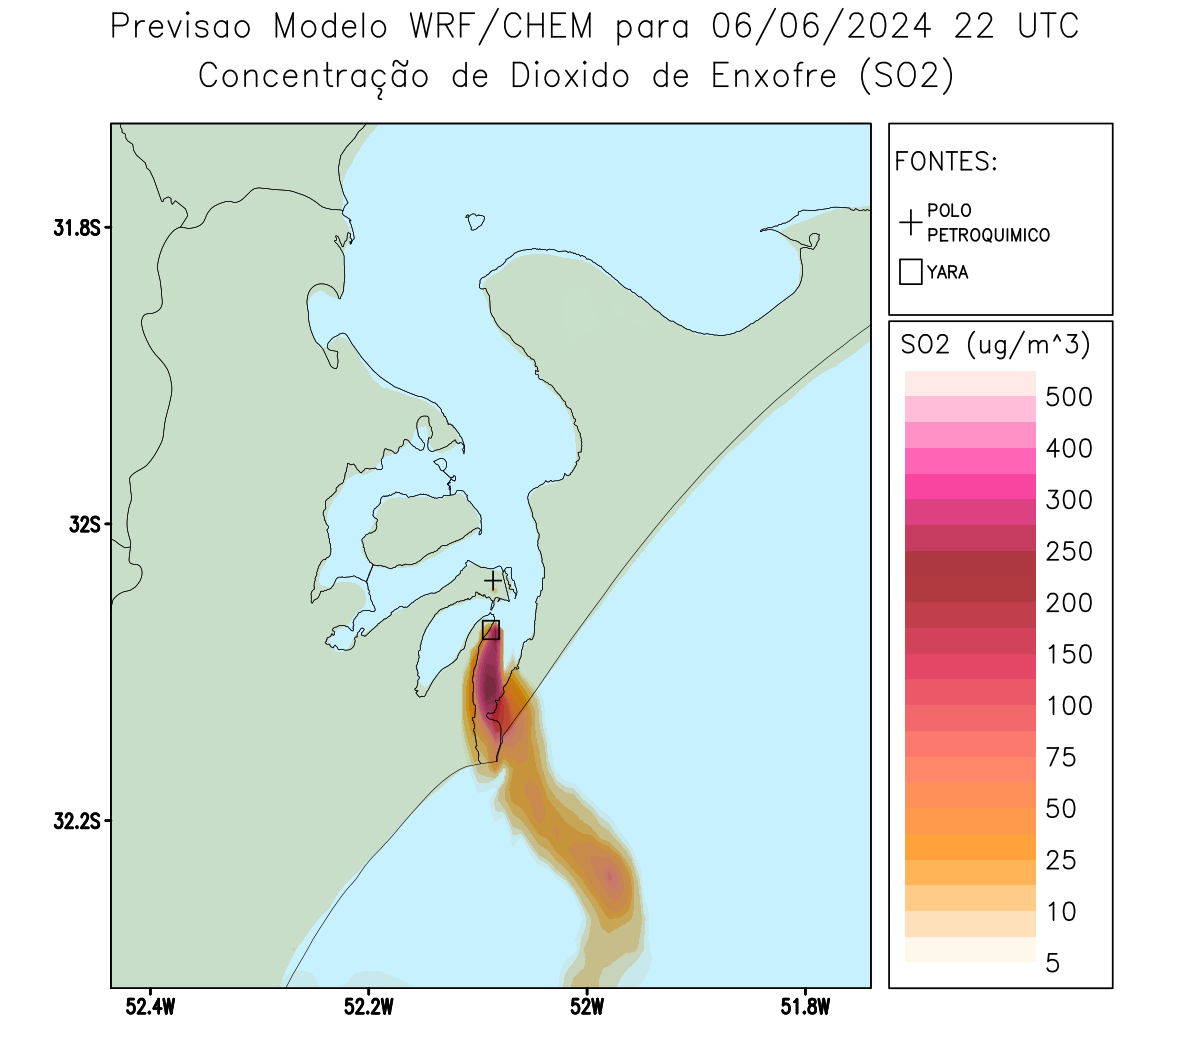 Previsao Modelo WRF/CHEM para 06/06/2024 22 UTC
Concentração de Dioxido de Enxofre (SO2)
FONTES:
POLO
PETROQUIMICO
YARA
SO2 (ug/m^3)
500
400
300
250
200
150
100
75
50
25
10
5
31.8S
32S
32.2S
52.4W
52.2W
52W
51.8W